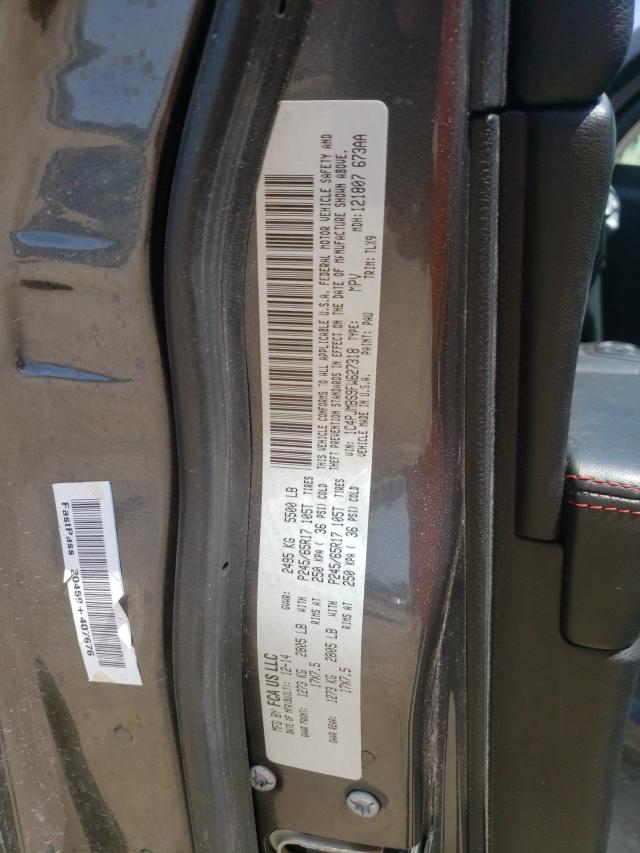 MFD BY FCA US LLC
DATE OF MFR(BUILT): 12-14 GVWR: 2495 KG 5500 LB
GAWR FRONT: 1273 KG 2805 LB WITH P245/65R17 105T TIRES
17X7.5 RIMS AT 250 KPA ( 36 PSI) COLD
GAWR REAR: 1273 KG 2805 LB WITH P245/65R17 105T TIRES
17X7.5 RIMS AT 250 KPA ( 36 PSI) COLD
THIS VEHICLE CONFORMS TO ALL APPLICABLE U.S.A. FEDERAL MOTOR VEHICLE SAFETY AND
THEFT PREVENTION STANDARDS IN EFFECT ON THE DATE OF MANUFACTURE SHOWN ABOVE.
VIN: 1C4PJMBS9FW627318 TYPE: MPV MDH:121807 673AA
VEHICLE MADE IN U.S.A. PAINT: PAU TRIM: TLX9
FastPass 20459+407676